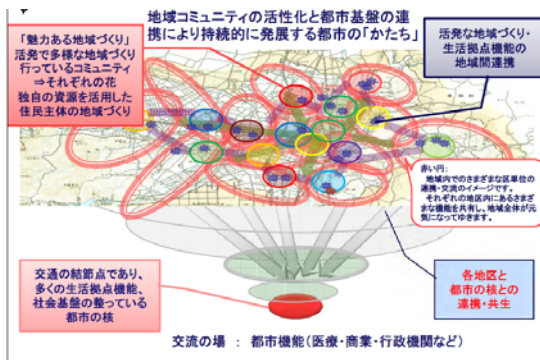 地域コミュニティの活性化と都市基盤の連
携により持続的に発展する都市の「かたち」
「魅力ある地域づくり」
活発で多様な地域づくり
行っているコミュニティ
⇒それぞれの花
独自の資源を活用した
住民主体の地域づくり
活発な地域づくり・
生活拠点機能の
地域間連携
赤い円:
地域内でのさまざまな区単位の
連携・交流のイメージです。
それぞれの地区内にあるさまざ
まな機能を共有し、地域全体が元
気になってゆきます。
交通の結節点であり、
多くの生活拠点機能、
社会基盤の整っている
都市の核
各地区と
都市の核との
連携・共生
交流の場 : 都市機能(医療・商業・行政機関など)